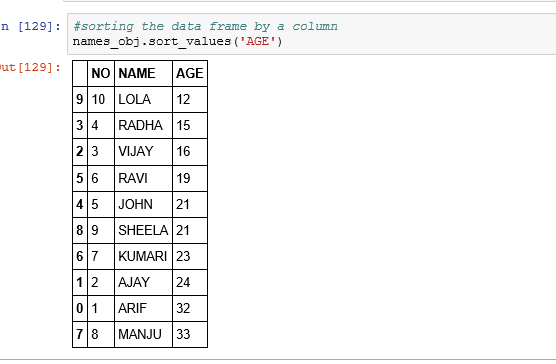 n [129]: #sorting the data frame by a column
names_obj.sort_values('AGE')
ut[129]:
NO NAME AGE
9 10 LOLA 12
3 4 RADHA 15
2 3 VIJAY 16
5 6 RAVI 19
4 5 JOHN 21
8 9 SHEELA 21
6 7 KUMARI 23
1 2 AJAY 24
0 1 ARIF 32
7 8 MANJU 33